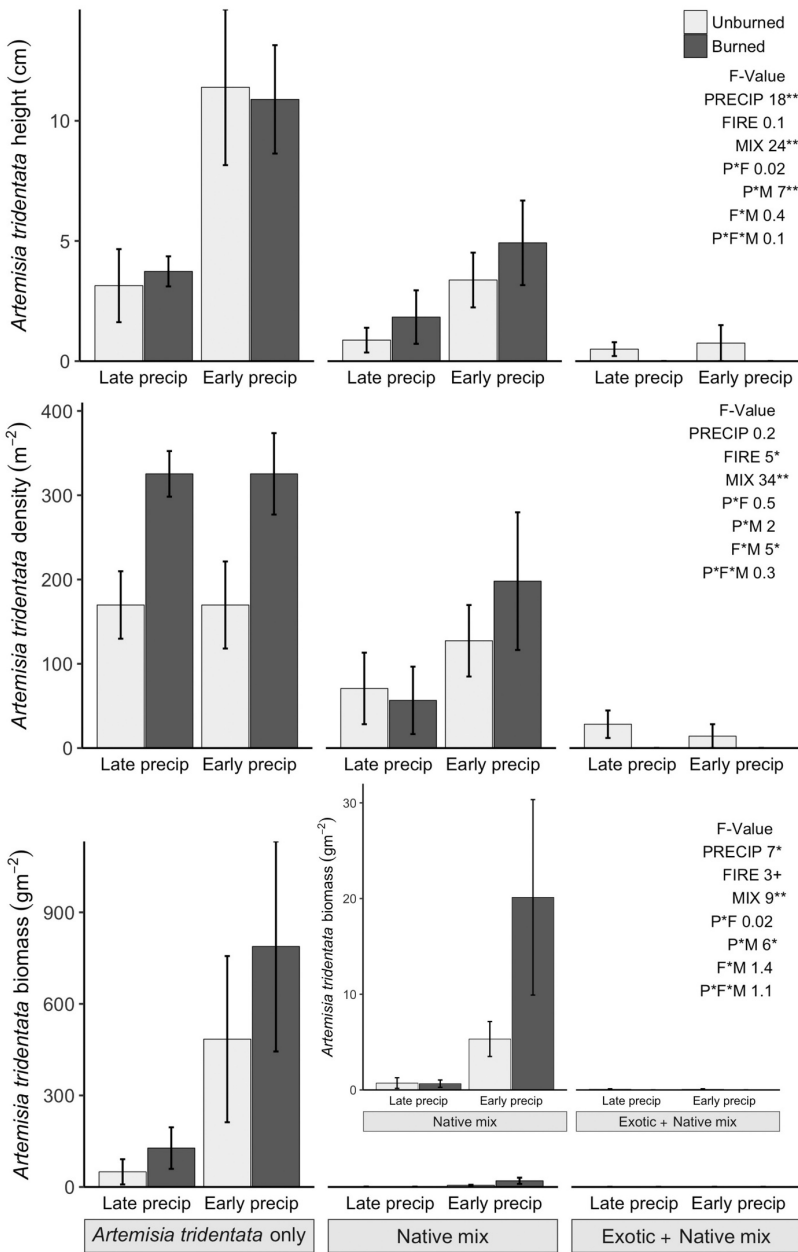 Unburned
Burned
F-Value
PRECIP 18**
FIRE 0.1
MIX 24**
P*F 0.02
P*M 7**
F*M 0.4
P*F*M 0.1
Artemisia tridentata height (cm)
10
5
0
Late precip Early precip
Late precip Early precip
Late precip Early precip
F-Value
PRECIP 0.2
FIRE 5*
MIX 34**
P*F 0.5
P*M 2
F*M 5*
P*F*M 0.3
Artemisia tridentata density (m⁻²)
400
300
200
100
0
Late precip Early precip
Late precip Early precip
Late precip Early precip
F-Value
PRECIP 7*
FIRE 3+
MIX 9**
P*F 0.02
P*M 6*
F*M 1.4
P*F*M 1.1
Artemisia tridentata biomass (gm⁻²)
900
600
300
0
Artemisia tridentata biomass (gm⁻²)
30
20
10
0
Late precip Early precip
Late precip Early precip
Native mix
Exotic + Native mix
Late precip Early precip
Late precip Early precip
Late precip Early precip
Artemisia tridentata only
Native mix
Exotic + Native mix